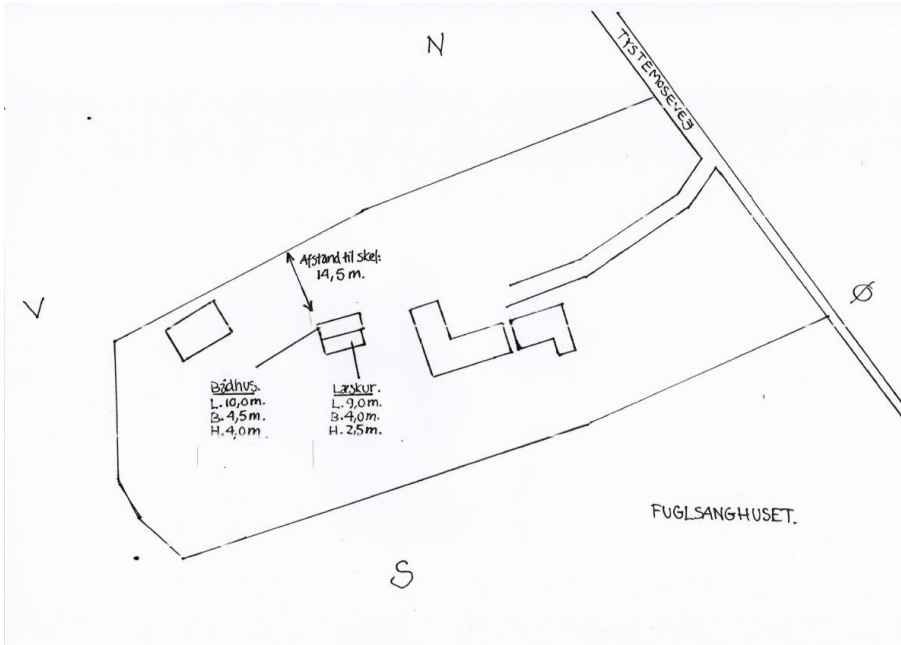 N
TYSTEMOSEVEJ
Afstand til skel:
14,5 m.
V
Ø
Bådhus.
L. 10,0 m.
B. 4,5 m.
H. 4,0 m
Læskur.
L. 9,0 m.
B. 4,0 m.
H. 2,5 m.
FUGLSANGHUSET.
S